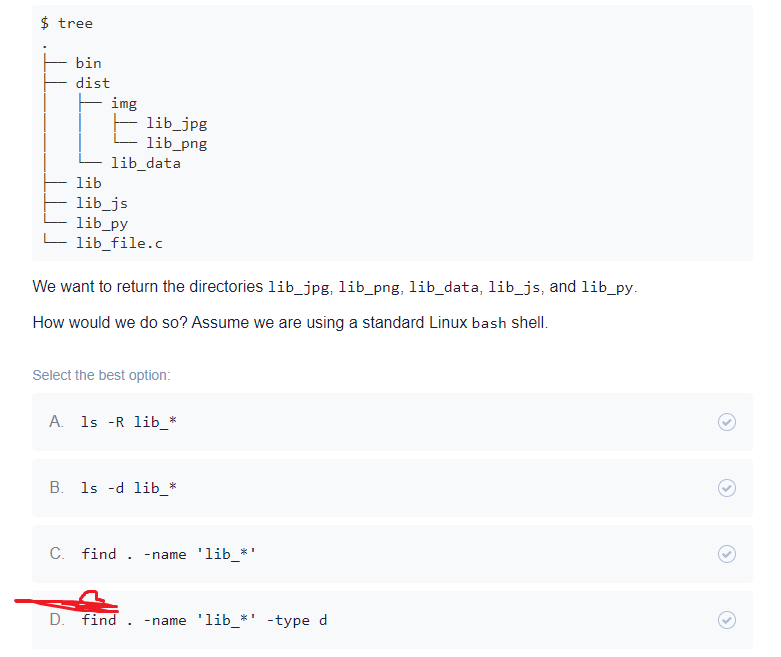 $ tree
.
├── bin
├── dist
│   ├── img
│   │   ├── lib_jpg
│   │   └── lib_png
│   └── lib_data
├── lib
├── lib_js
└── lib_py
└── lib_file.c
We want to return the directories lib_jpg, lib_png, lib_data, lib_js, and lib_py.
How would we do so? Assume we are using a standard Linux bash shell.
Select the best option:
A. ls -R lib_*
B. ls -d lib_*
C. find . -name 'lib_*'
D. find . -name 'lib_*' -type d